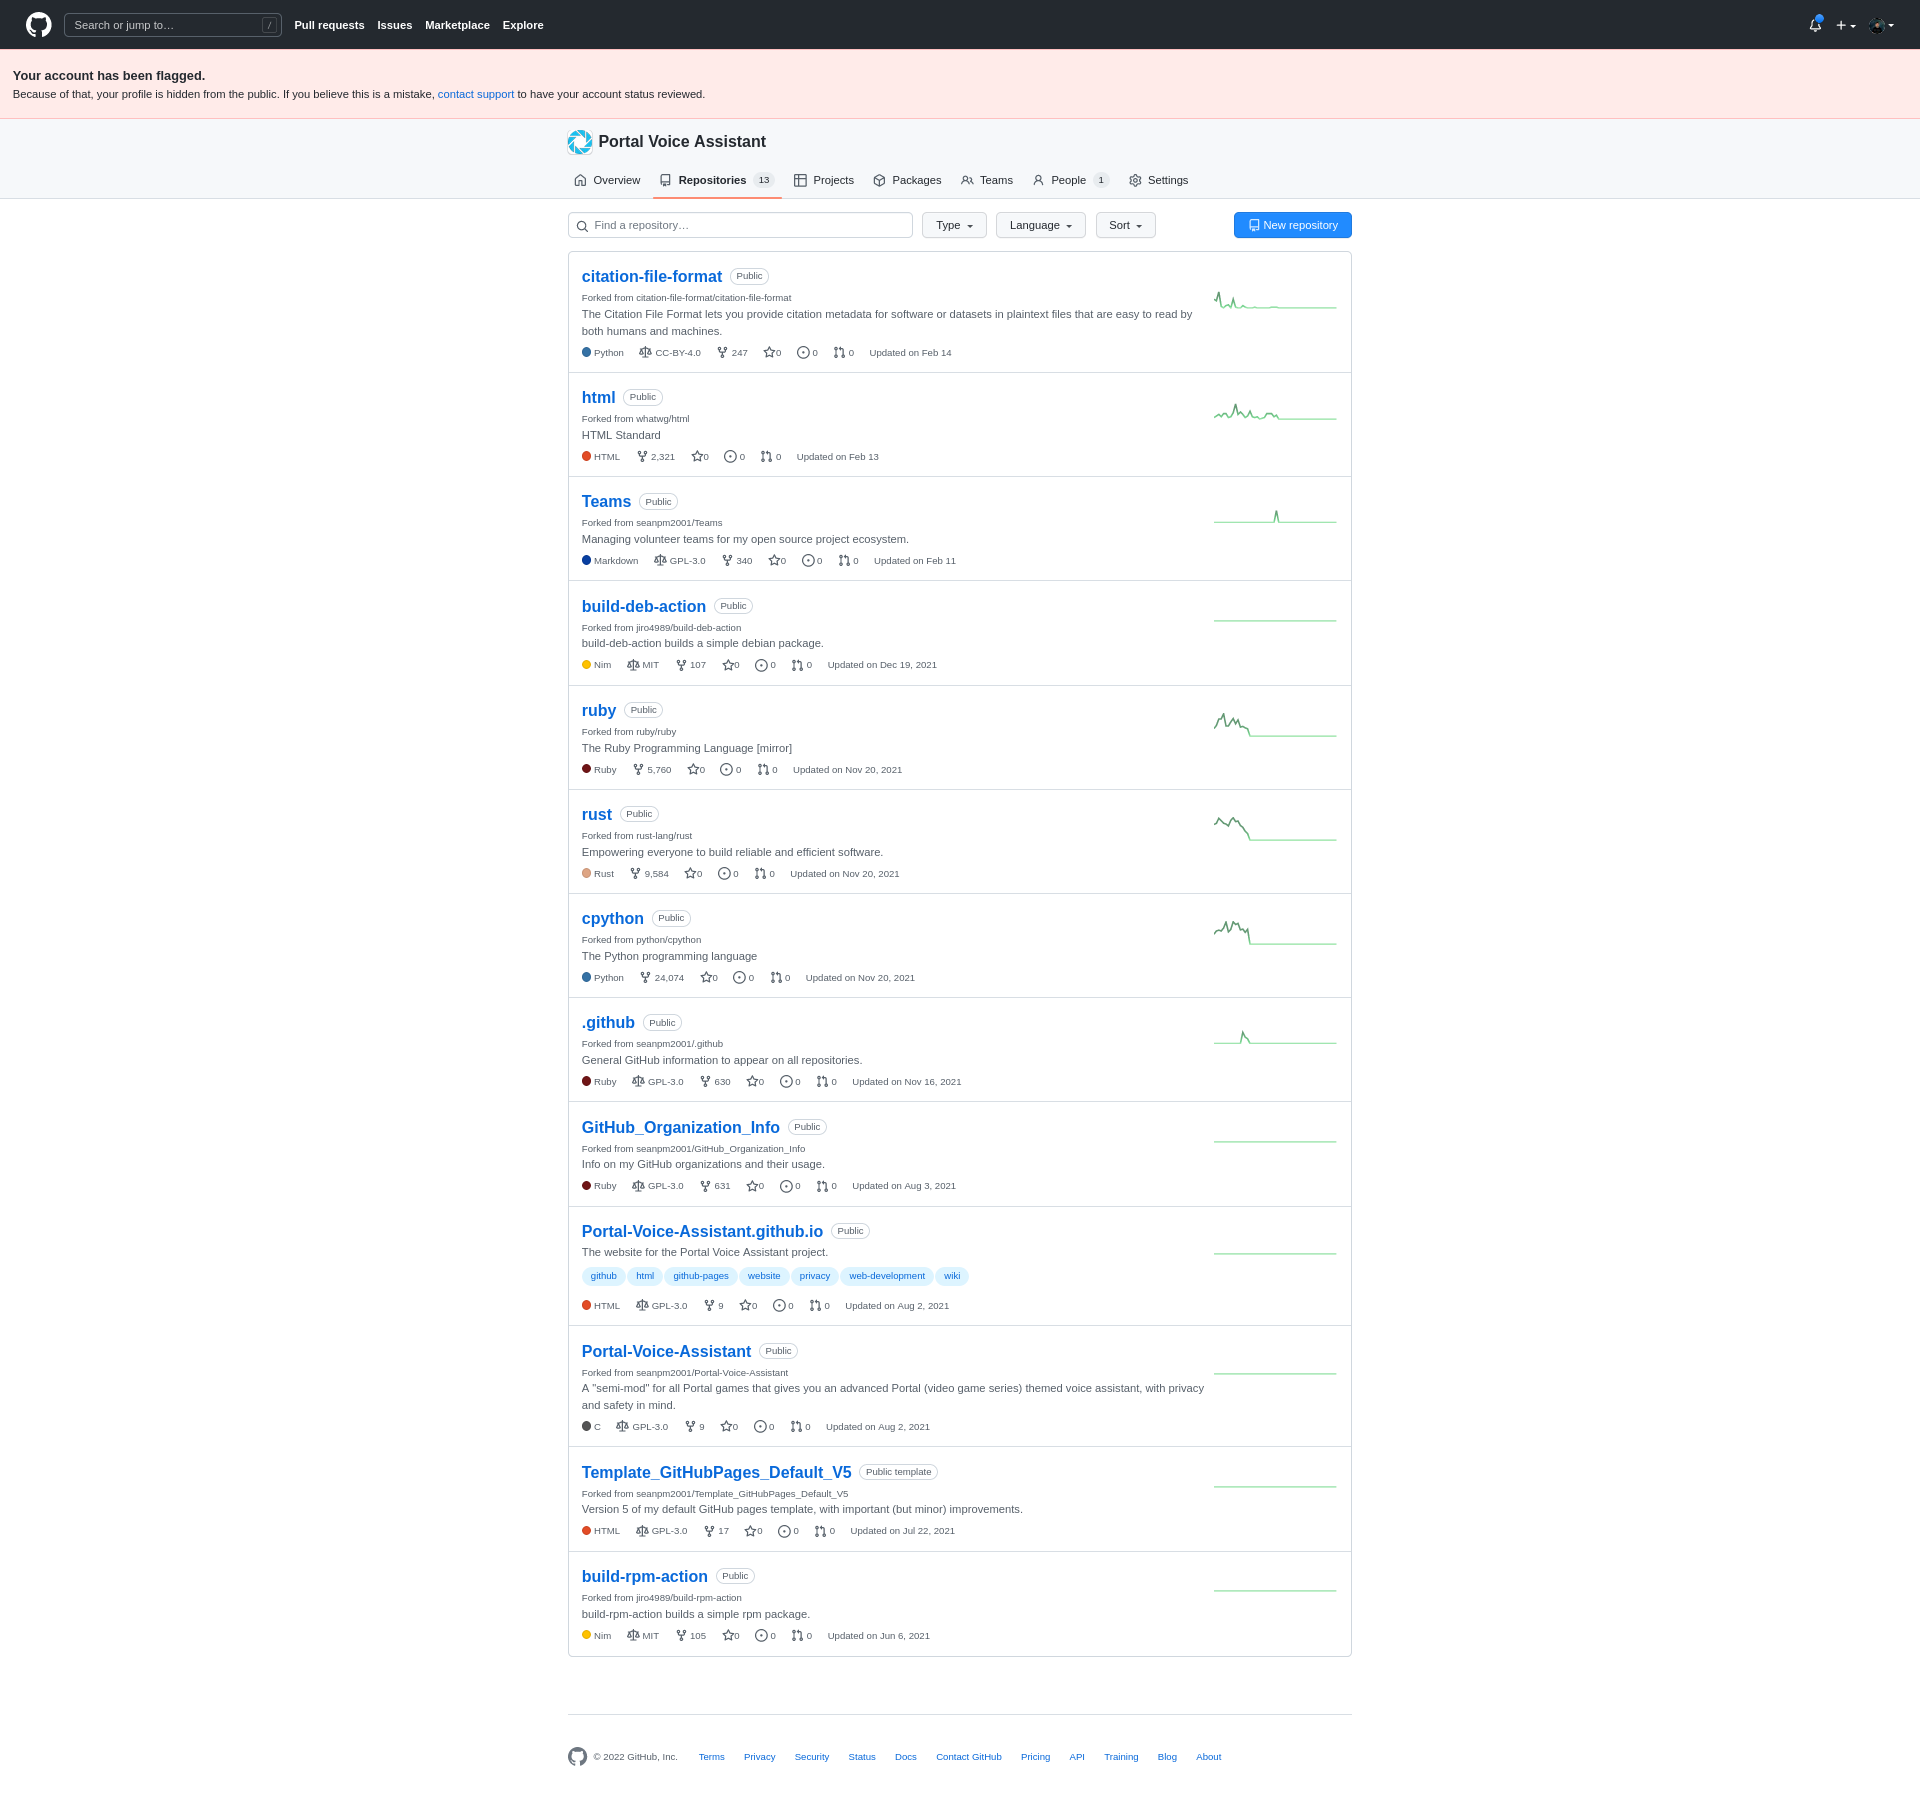 Search or jump to… /
Pull requests Issues Marketplace Explore
Your account has been flagged.
Because of that, your profile is hidden from the public. If you believe this is a mistake, contact support to have your account status reviewed.
Portal Voice Assistant
Overview Repositories 13 Projects Packages Teams People 1 Settings
Find a repository… Type Language Sort New repository
citation-file-format Public
Forked from citation-file-format/citation-file-format
The Citation File Format lets you provide citation metadata for software or datasets in plaintext files that are easy to read by
both humans and machines.
Python CC-BY-4.0 247 0 0 0 Updated on Feb 14
html Public
Forked from whatwg/html
HTML Standard
HTML 2,321 0 0 0 Updated on Feb 13
Teams Public
Forked from seanpm2001/Teams
Managing volunteer teams for my open source project ecosystem.
Markdown GPL-3.0 340 0 0 0 Updated on Feb 11
build-deb-action Public
Forked from jiro4989/build-deb-action
build-deb-action builds a simple debian package.
Nim MIT 107 0 0 0 Updated on Dec 19, 2021
ruby Public
Forked from ruby/ruby
The Ruby Programming Language [mirror]
Ruby 5,760 0 0 0 Updated on Nov 20, 2021
rust Public
Forked from rust-lang/rust
Empowering everyone to build reliable and efficient software.
Rust 9,584 0 0 0 Updated on Nov 20, 2021
cpython Public
Forked from python/cpython
The Python programming language
Python 24,074 0 0 0 Updated on Nov 20, 2021
.github Public
Forked from seanpm2001/.github
General GitHub information to appear on all repositories.
Ruby GPL-3.0 630 0 0 0 Updated on Nov 16, 2021
GitHub_Organization_Info Public
Forked from seanpm2001/GitHub_Organization_Info
Info on my GitHub organizations and their usage.
Ruby GPL-3.0 631 0 0 0 Updated on Aug 3, 2021
Portal-Voice-Assistant.github.io Public
The website for the Portal Voice Assistant project.
github html github-pages website privacy web-development wiki
HTML GPL-3.0 9 0 0 0 Updated on Aug 2, 2021
Portal-Voice-Assistant Public
Forked from seanpm2001/Portal-Voice-Assistant
A "semi-mod" for all Portal games that gives you an advanced Portal (video game series) themed voice assistant, with privacy
and safety in mind.
C GPL-3.0 9 0 0 0 Updated on Aug 2, 2021
Template_GitHubPages_Default_V5 Public template
Forked from seanpm2001/Template_GitHubPages_Default_V5
Version 5 of my default GitHub pages template, with important (but minor) improvements.
HTML GPL-3.0 17 0 0 0 Updated on Jul 22, 2021
build-rpm-action Public
Forked from jiro4989/build-rpm-action
build-rpm-action builds a simple rpm package.
Nim MIT 105 0 0 0 Updated on Jun 6, 2021
© 2022 GitHub, Inc. Terms Privacy Security Status Docs Contact GitHub Pricing API Training Blog About